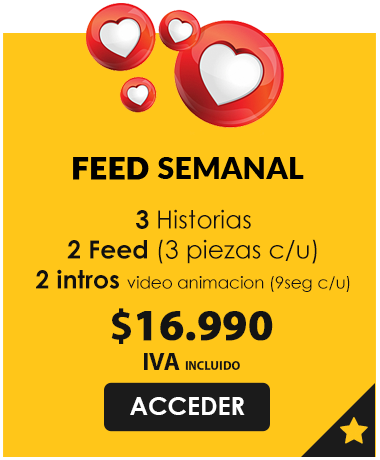 FEED SEMANAL
3 Historias
2 Feed (3 piezas c/u)
2 intros video animacion (9seg c/u)
$16.990
IVA INCLUIDO
ACCEDER